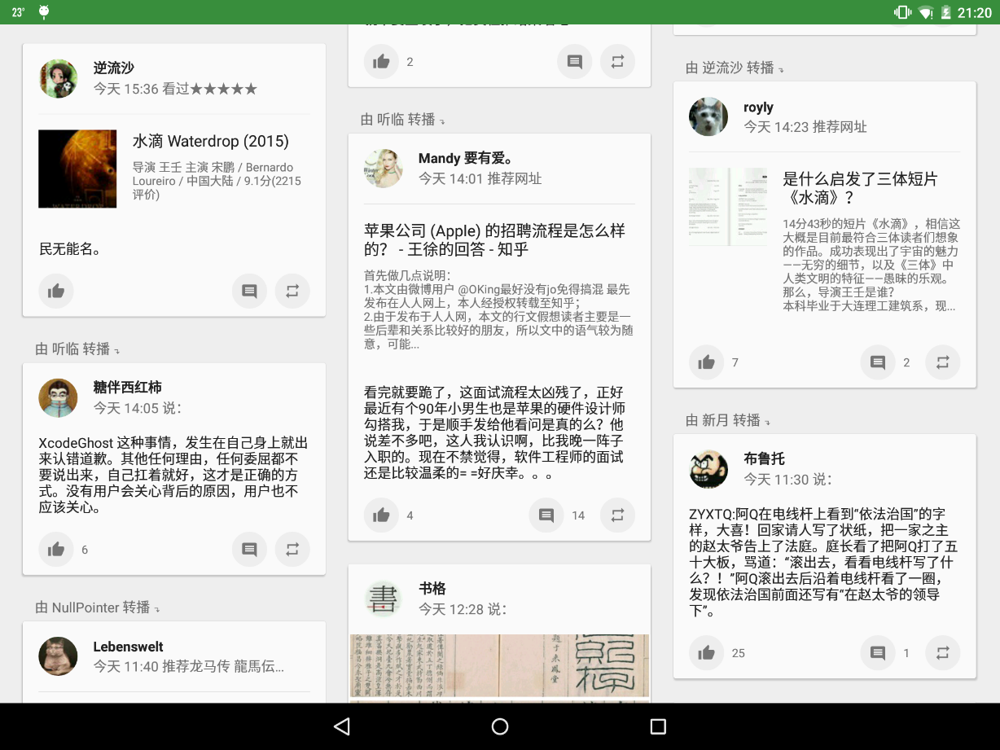 23°
21:20
逆流沙
今天 15:36 看过★★★★★
水滴 Waterdrop (2015)
导演 王壬 主演 宋鹏 / Bernardo
Loureiro / 中国大陆 / 9.1分(2215
评价)
民无能名。
由 听临 转播
糖伴西红柿
今天 14:05 说：
XcodeGhost 这种事情，发生在自己身上就出
来认错道歉。其他任何理由，任何委屈都不
要说出来，自己扛着就好，这才是正确的方
式。没有用户会关心背后的原因，用户也不
应该关心。
6
由 NullPointer 转播
Lebenswelt
今天 11:40 推荐龙马传 龍馬伝...
2
由 听临 转播
Mandy 要有爱。
今天 14:01 推荐网址
苹果公司 (Apple) 的招聘流程是怎么样
的？ - 王徐的回答 - 知乎
首先做几点说明：
1.本文由微博用户 @OKing最好没有jo免得搞混 最先
发布在人人网上，本人经授权转载至知乎；
2.由于发布于人人网，本文的行文假想读者主要是一
些后辈和关系比较好的朋友，所以文中的语气较为随
意，可能...
看完就要跪了，这面试流程太凶残了，正好
最近有个90年小男生也是苹果的硬件设计师
勾搭我，于是顺手发给他看问是真的么？他
说差不多吧，这人我认识啊，比我晚一阵子
入职的。现在不禁觉得，软件工程师的面试
还是比较温柔的= =好庆幸。。。
4
14
书格
今天 12:28 说：
書
由 逆流沙 转播
royly
今天 14:23 推荐网址
是什么启发了三体短片
《水滴》？
14分43秒的短片《水滴》，相信这
大概是目前最符合三体读者们想象
的作品。成功表现出了宇宙的魅力
——无穷的细节，以及《三体》中
人类文明的特征——愚昧的乐观。
那么，导演王壬是谁？
本科毕业于大连理工建筑系，现...
7
2
由 新月 转播
布鲁托
今天 11:30 说：
ZYXTQ:阿Q在电线杆上看到“依法治国”的字
样，大喜！回家请人写了状纸，把一家之主
的赵太爷告上了法庭。庭长看了把阿Q打了五
十大板，骂道：“滚出去，看看电线杆写了什
么？！”阿Q滚出去后沿着电线杆看了一圈，
发现依法治国前面还写有“在赵太爷的领导
下”。
25
1